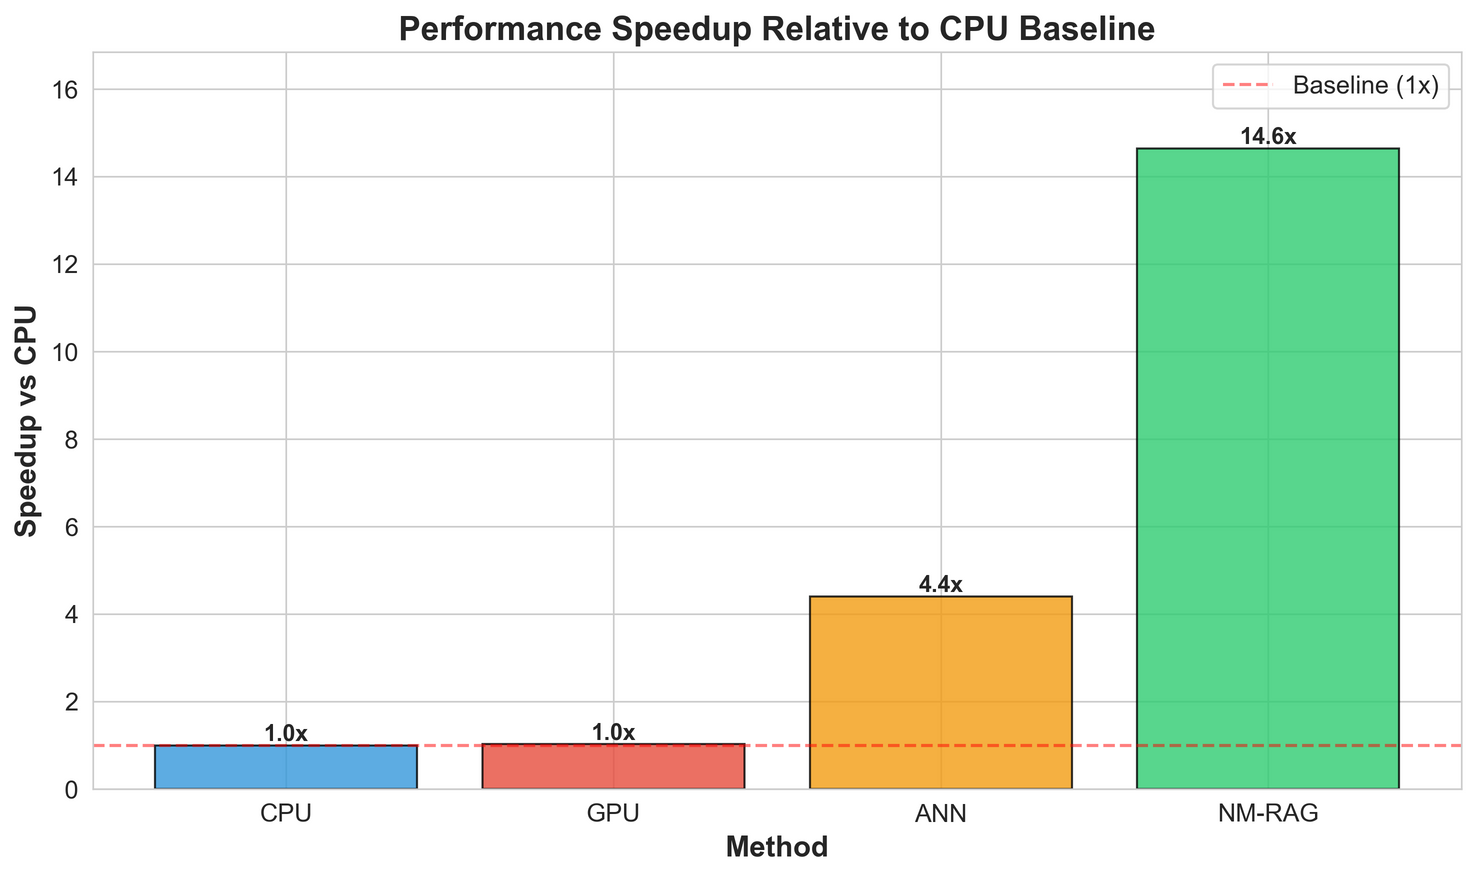 Performance Speedup Relative to CPU Baseline
Baseline (1x)
16
14
12
10
8
6
4
2
0
Speedup vs CPU
1.0x
1.0x
4.4x
14.6x
CPU
GPU
ANN
NM-RAG
Method